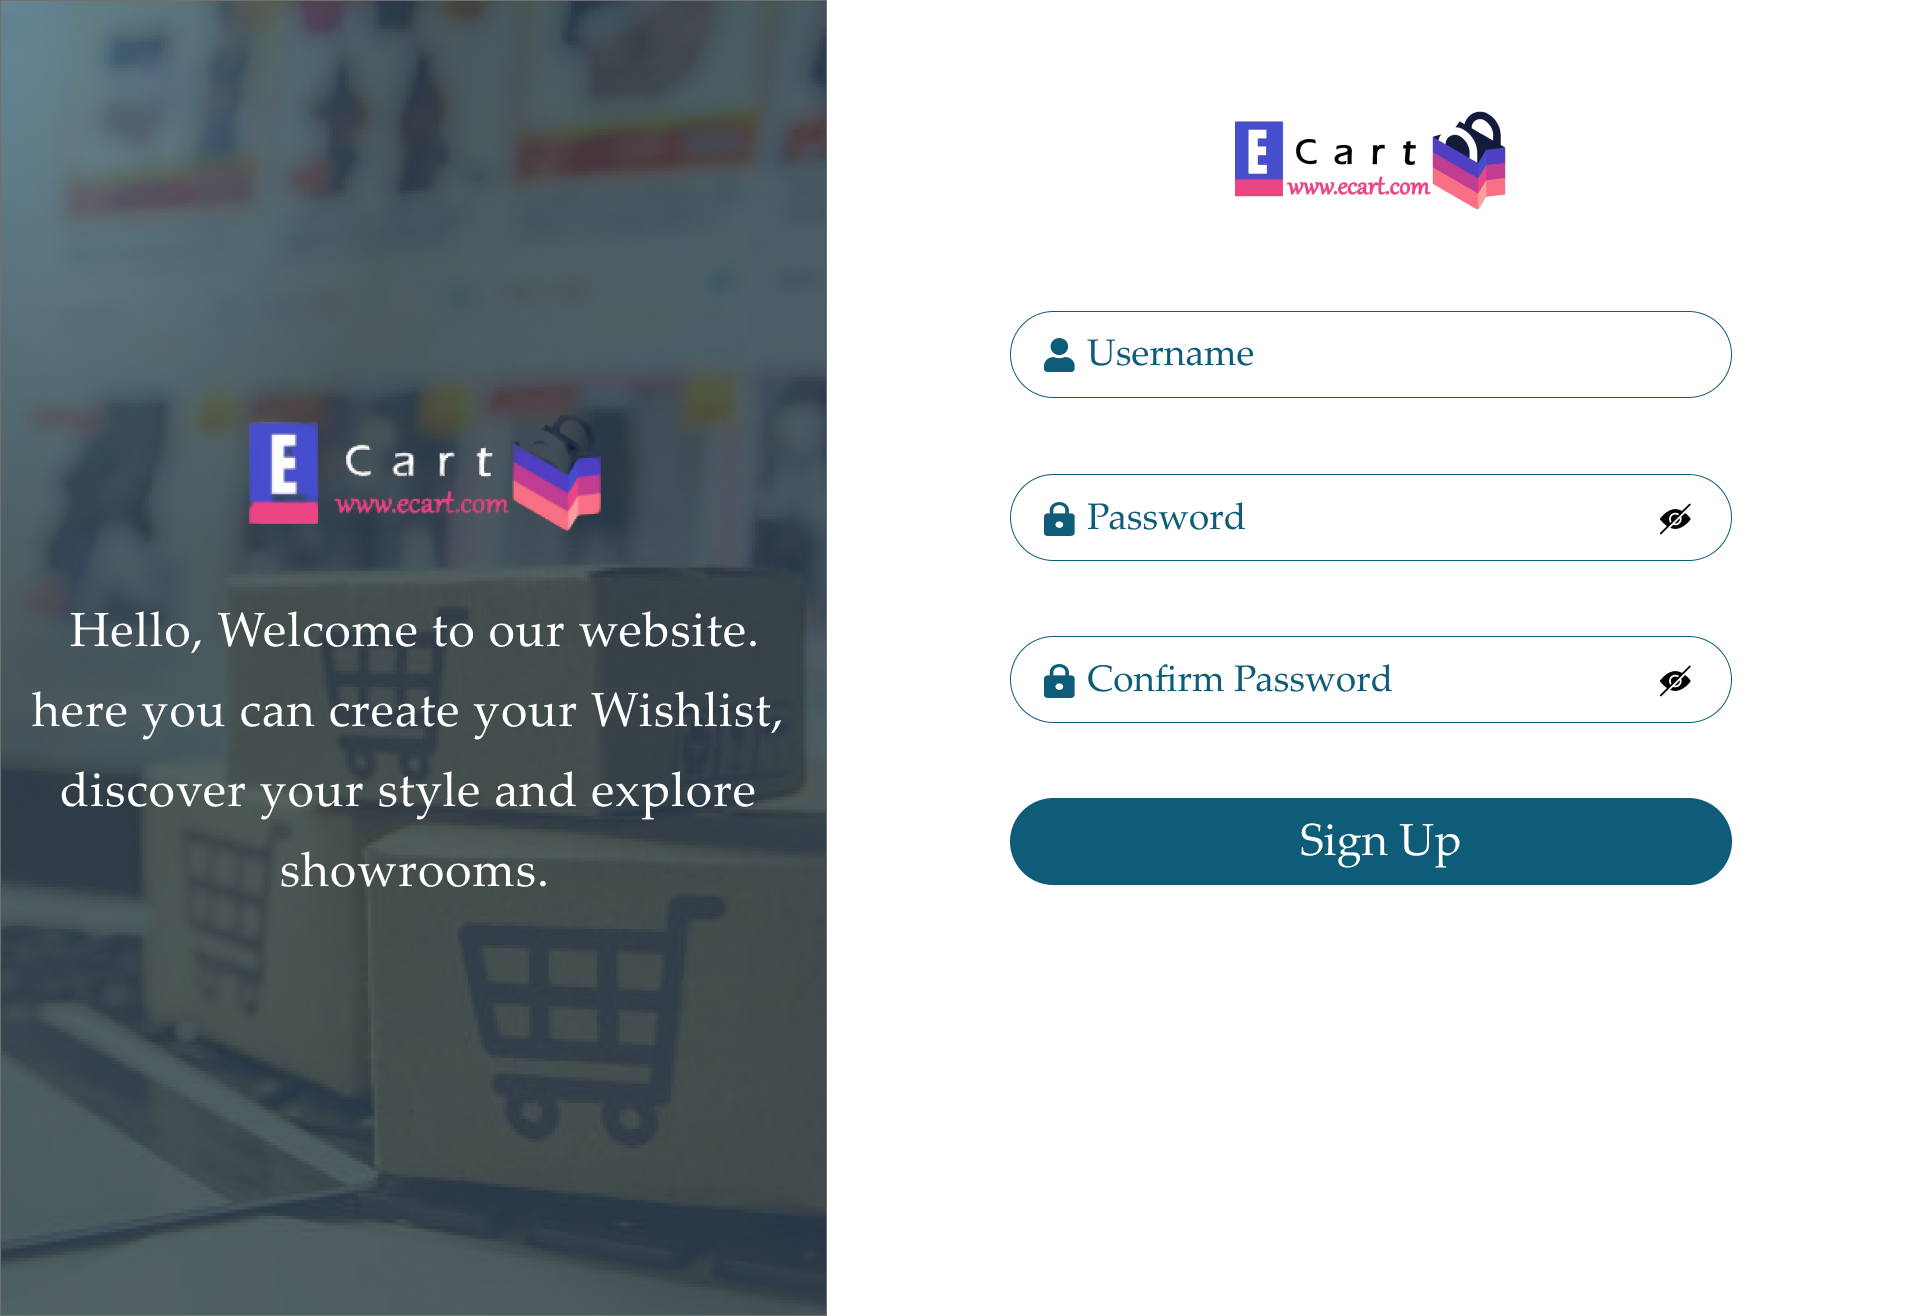 E Cart
www.ecart.com
Hello, Welcome to our website.
here you can create your Wishlist,
discover your style and explore
showrooms.
E Cart
www.ecart.com
Username
Password
Confirm Password
Sign Up